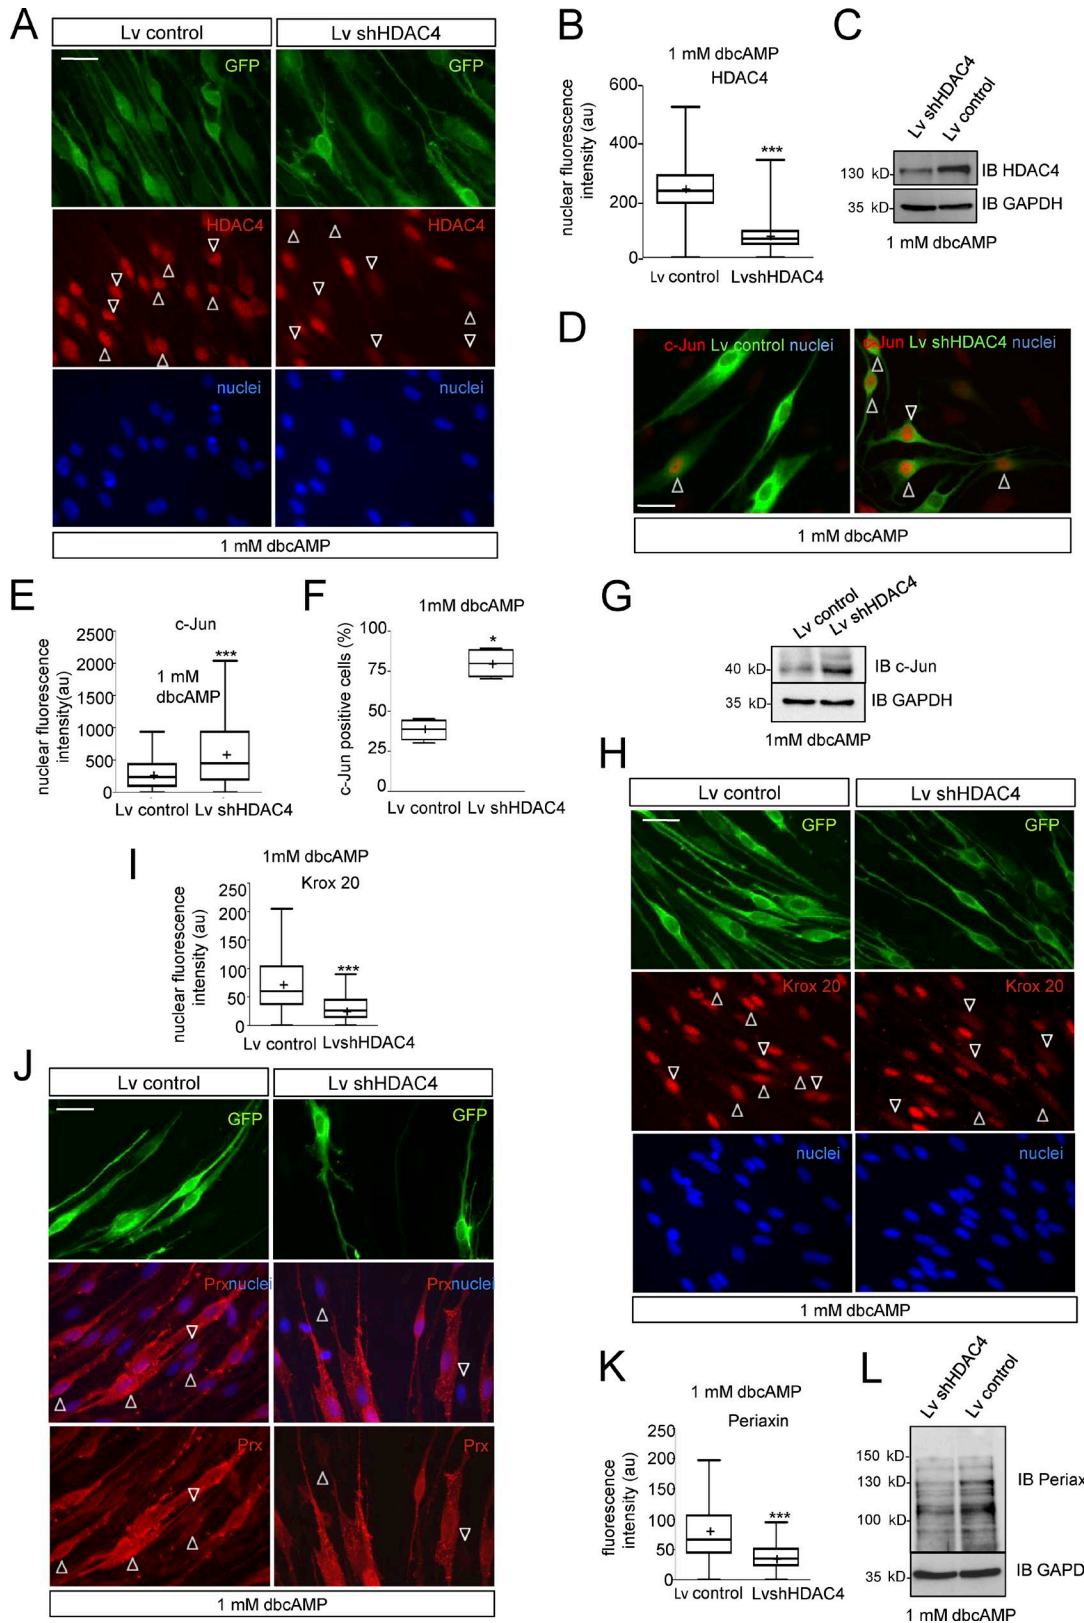 A
Lv control
Lv shHDAC4
GFP
GFP
HDAC4
HDAC4
nuclei
nuclei
1 mM dbcAMP
B
1 mM dbcAMP
HDAC4
nuclear fluorescence
intensity (au)
600
400
200
0
***
Lv control
LvshHDAC4
C
Lv shHDAC4
Lv control
130 kD
IB HDAC4
35 kD
IB GAPDH
1 mM dbcAMP
D
c-Jun Lv control nuclei
c-Jun Lv shHDAC4 nuclei
1 mM dbcAMP
E
c-Jun
nuclear fluorescence
intensity(au)
2500
2000
1500
1000
500
0
1 mM
dbcAMP
***
Lv control
Lv shHDAC4
F
1mM dbcAMP
c-Jun positive cells (%)
100
75
50
25
0
*
Lv control
Lv shHDAC4
G
Lv control
Lv shHDAC4
40 kD
IB c-Jun
35 kD
IB GAPDH
1mM dbcAMP
H
Lv control
Lv shHDAC4
GFP
GFP
Krox 20
Krox 20
nuclei
nuclei
1 mM dbcAMP
I
1mM dbcAMP
Krox 20
nuclear fluorescence
intensity (au)
250
200
150
100
50
0
***
Lv control
LvshHDAC4
J
Lv control
Lv shHDAC4
GFP
GFP
Prxnuclei
Prxnuclei
Prx
Prx
1 mM dbcAMP
K
1 mM dbcAMP
Periaxin
fluorescence
intensity (au)
250
200
150
100
50
0
***
Lv control
LvshHDAC4
L
Lv shHDAC4
Lv control
150 kD
130 kD
100 kD
IB Periax
35 kD
IB GAPD
1 mM dbcAMP